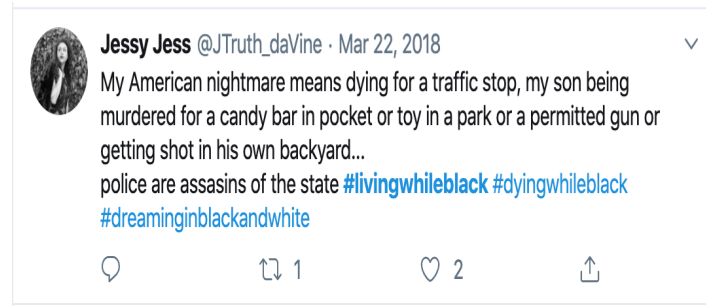 Jessy Jess @JTruth_daVine · Mar 22, 2018
My American nightmare means dying for a traffic stop, my son being
murdered for a candy bar in pocket or toy in a park or a permitted gun or
getting shot in his own backyard...
police are assasins of the state #livingwhileblack #dyingwhileblack
#dreaminginblackandwhite
1 2